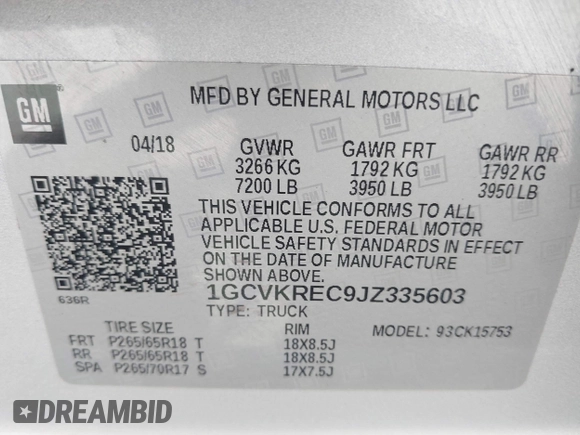 GM
MFD BY GENERAL MOTORS LLC
04/18
GVWR GAWR FRT GAWR RR
3266 KG 1792 KG 1792 KG
7200 LB 3950 LB 3950 LB
THIS VEHICLE CONFORMS TO ALL
APPLICABLE U.S. FEDERAL MOTOR
VEHICLE SAFETY STANDARDS IN EFFECT
ON THE DATE OF MANUFACTURE
SHOWN ABOVE.
636R
1GCVKREC9JZ335603
TYPE: TRUCK
TIRE SIZE RIM MODEL: 93CK15753
FRT P265/65R18 T 18X8.5J
RR P265/65R18 T 18X8.5J
SPA P265/70R17 S 17X7.5J
DREAMBID